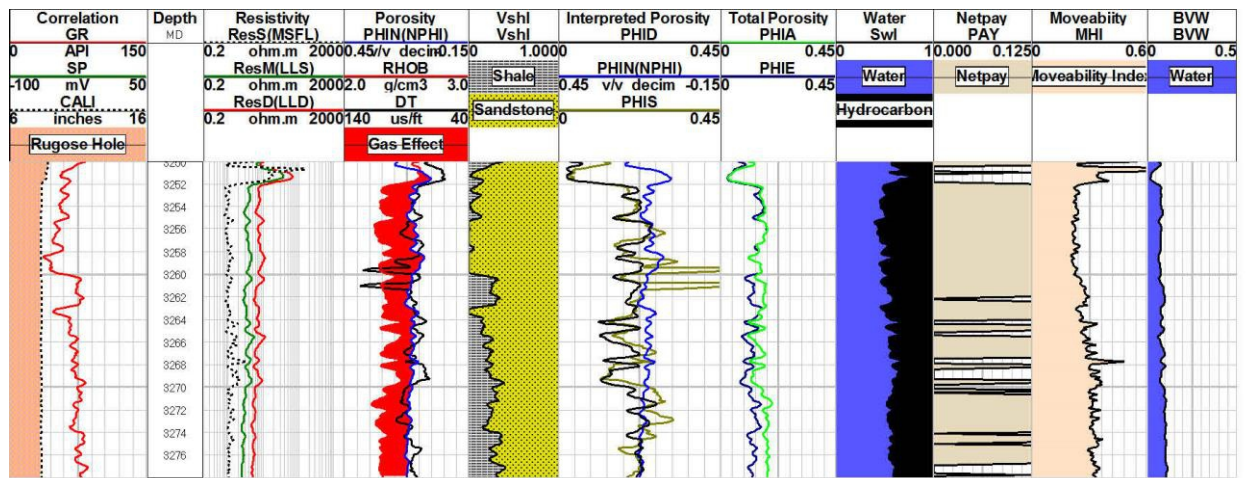 Correlation Depth Resistivity Porosity Vshl Interpreted Porosity Total Porosity Water Netpay Moveabiity BVW
GR MD ResS(MSFL) PHIN(NPHI) Vshl PHID PHIA Swl PAY MHI BVW
0 API 150 0.2 ohm.m 2000 0.45 v/v decim -0.15 1.000 0 0.45 0 0.45 0 10.000 0.125 0 0.60 0.5
SP ResM(LLS) RHOB Shale PHIN(NPHI) PHIE Water Netpay Moveability Index Water
-100 mV 50 0.2 ohm.m 2000 2.0 g/cm3 3.0 0.45 v/v decim -0.15 0 0.45
CALI ResD(LLD) DT Sandstone PHIS Hydrocarbon
6 inches 16 0.2 ohm.m 2000 140 us/ft 40 0 0.45
Rugose Hole Gas Effect
3252
3254
3256
3258
3260
3262
3264
3266
3268
3270
3272
3274
3276